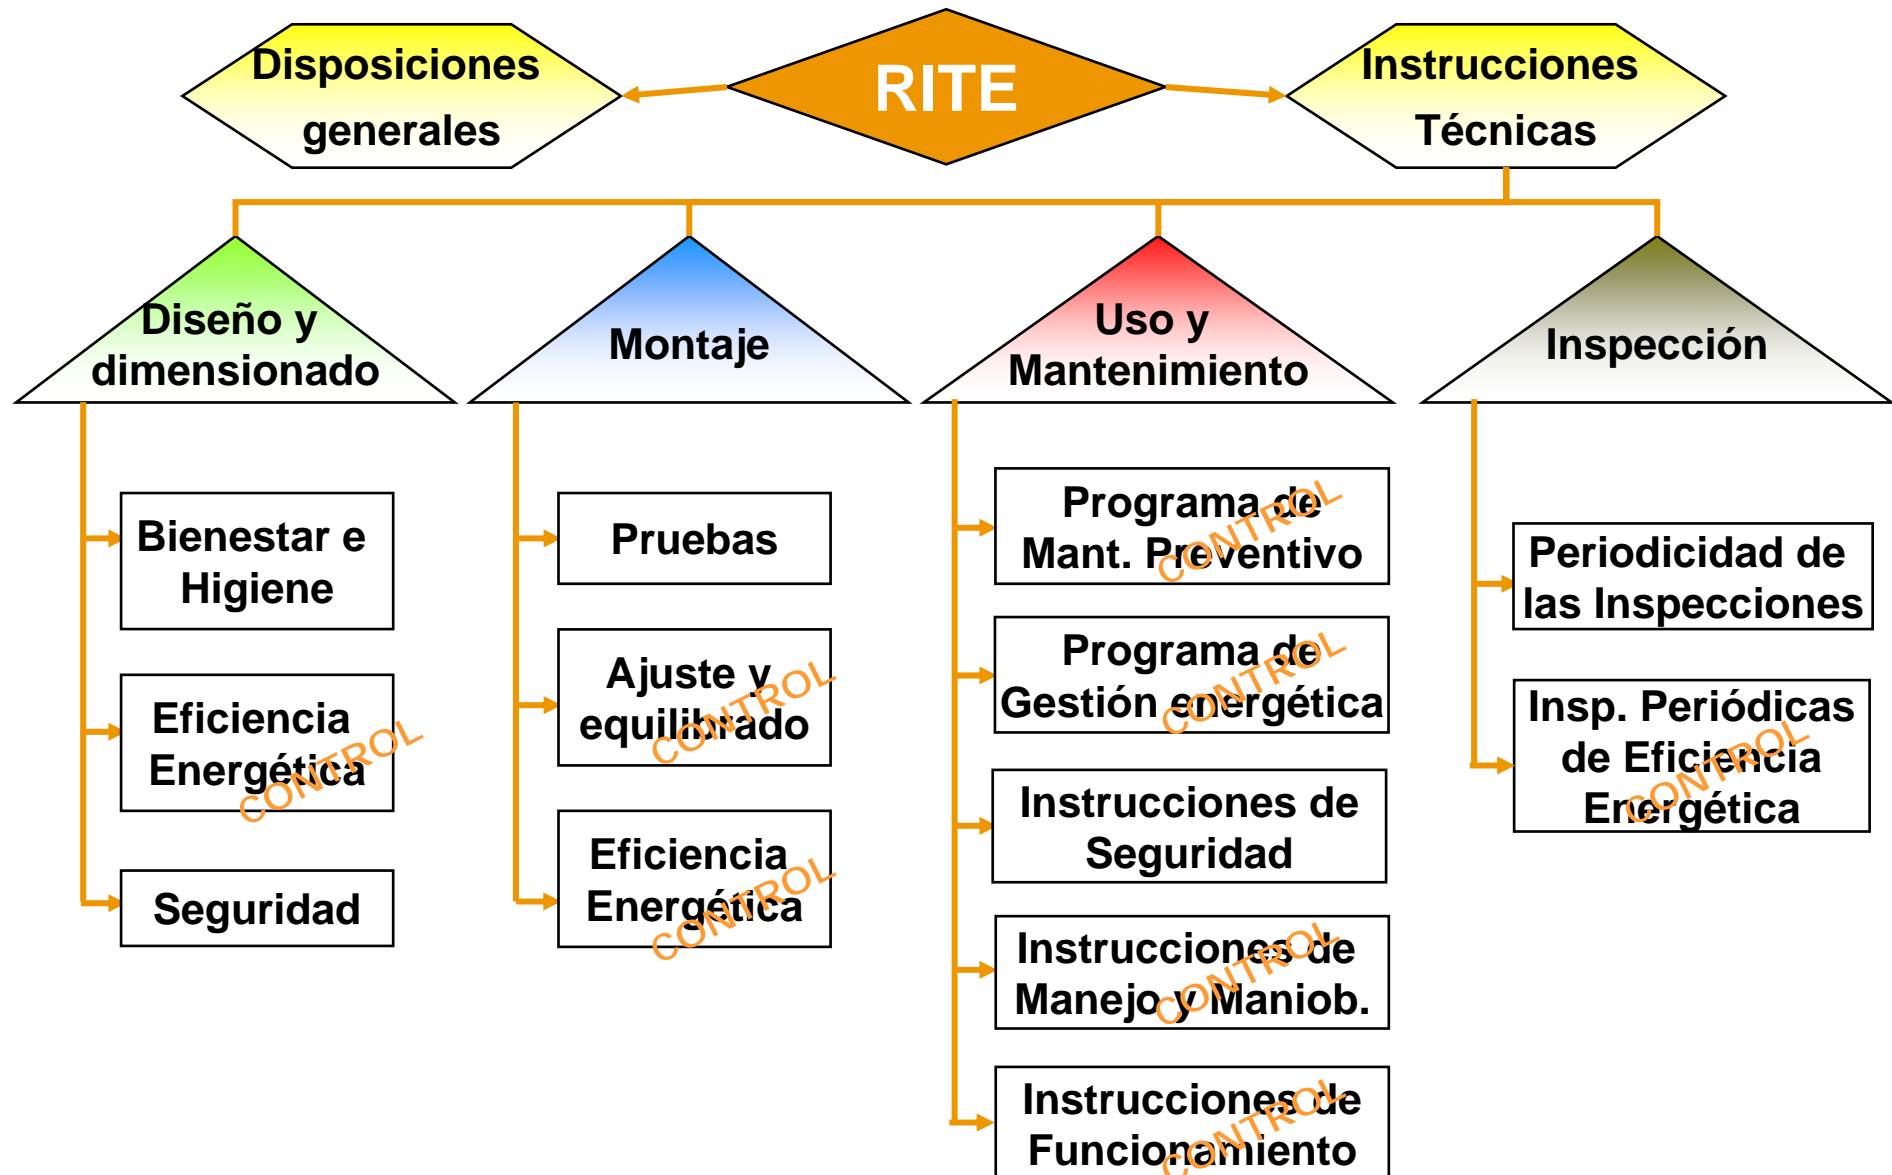 Disposiciones
generales
RITE
Instrucciones
Técnicas
Diseño y
dimensionado
Montaje
Uso y
Mantenimiento
Inspección
Bienestar e
Higiene
Eficiencia
Energética
CONTROL
Seguridad
Pruebas
Ajuste y
equilibrado
CONTROL
Eficiencia
Energética
CONTROL
Programa de
Mant. Preventivo
CONTROL
Programa de
Gestión energética
CONTROL
Instrucciones de
Seguridad
Instrucciones de
Manejo y Maniob.
CONTROL
Instrucciones de
Funcionamiento
CONTROL
Periodicidad de
las Inspecciones
Insp. Periódicas
de Eficiencia
Energética
CONTROL